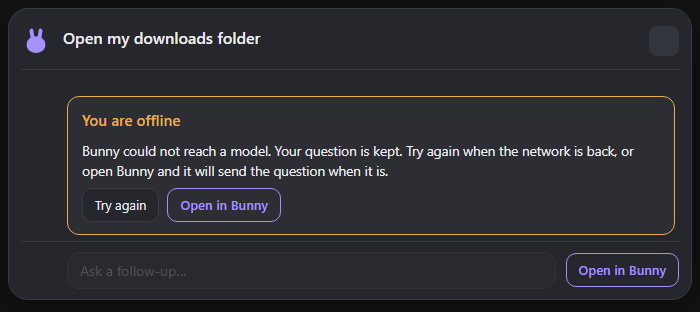 Open my downloads folder
You are offline
Bunny could not reach a model. Your question is kept. Try again when the network is back, or
open Bunny and it will send the question when it is.
Try again
Open in Bunny
Ask a follow-up...
Open in Bunny